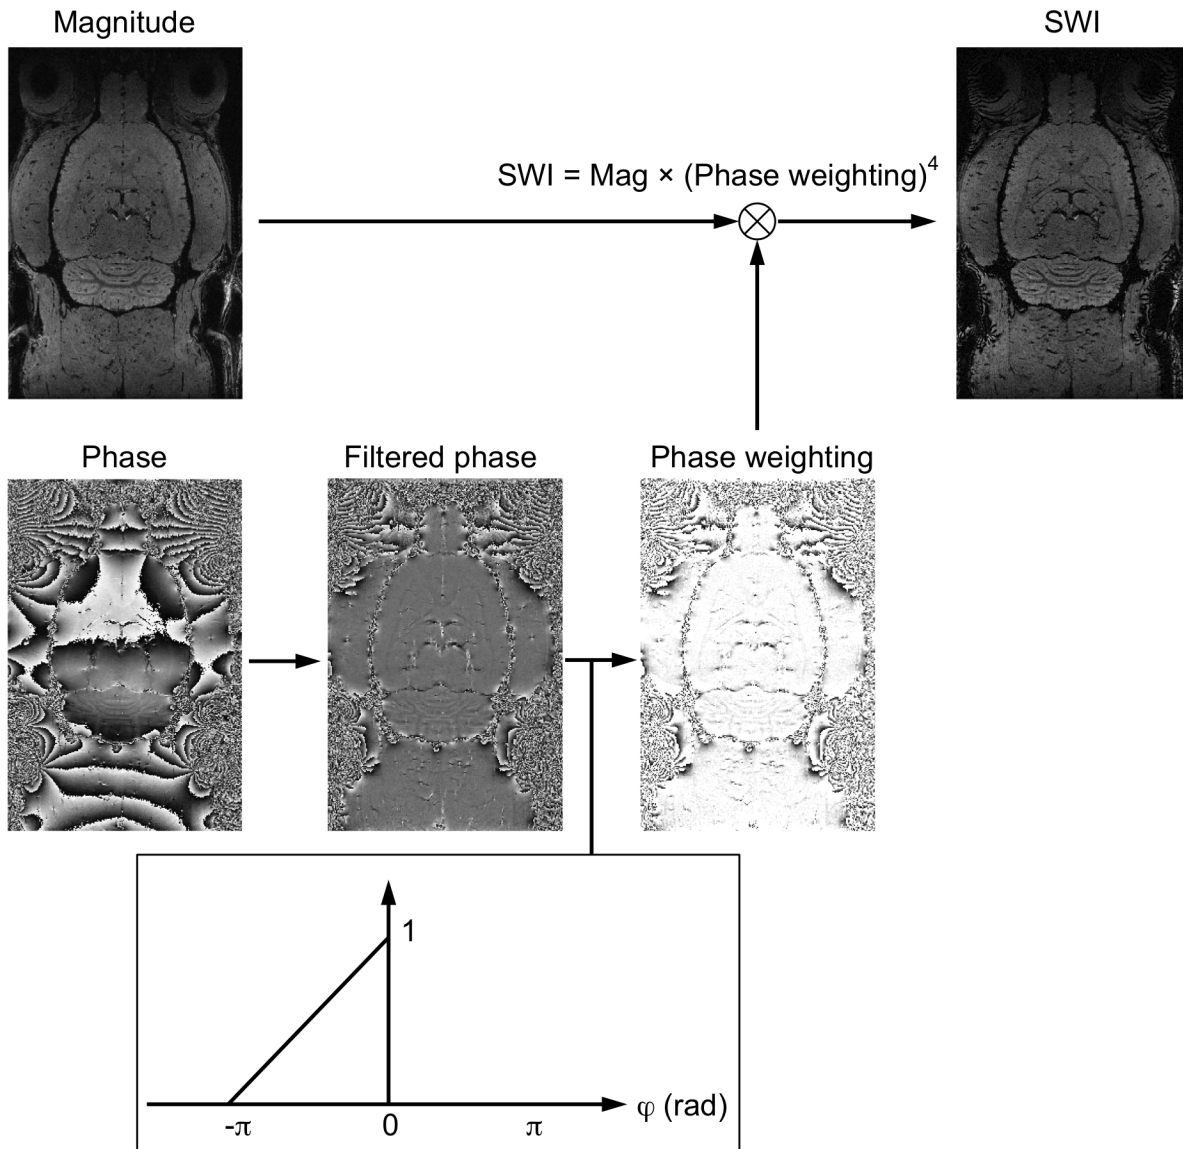 Magnitude
SWI
SWI = Mag × (Phase weighting)⁴
Phase
Filtered phase
Phase weighting
1
-π
0
π
φ (rad)